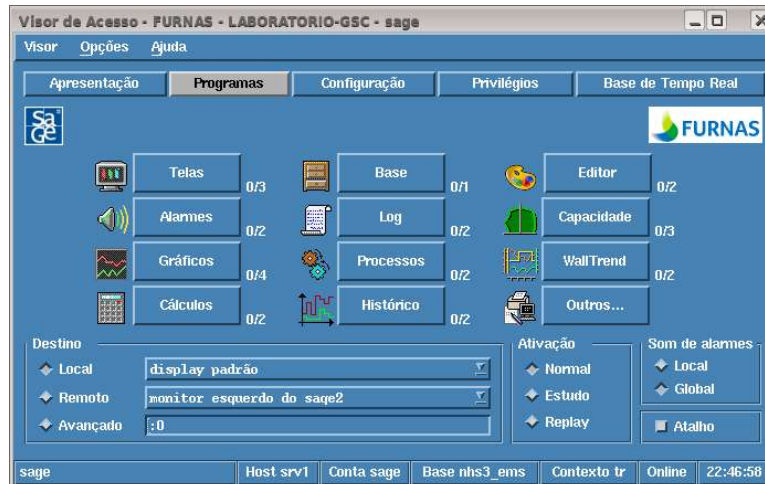 Visor de Acesso - FURNAS - LABORATORIO-GSC - sage
Visor Opções Ajuda
Apresentação Programas Configuração Privilégios Base de Tempo Real
SaGe FURNAS
Telas 0/3 Base 0/1 Editor 0/2
Alarmes 0/2 Log 0/2 Capacidade 0/3
Gráficos 0/4 Processos 0/2 WallTrend 0/2
Cálculos 0/2 Histórico 0/2 Outros...
Destino Ativação Som de alarmes
Local display padrão Normal Local
Remoto monitor esquerdo do sage2 Estudo Global
Avançado :0 Replay Atalho
sage Host srv1 Conta sage Base nhs3_ems Contexto tr Online 22:46:58